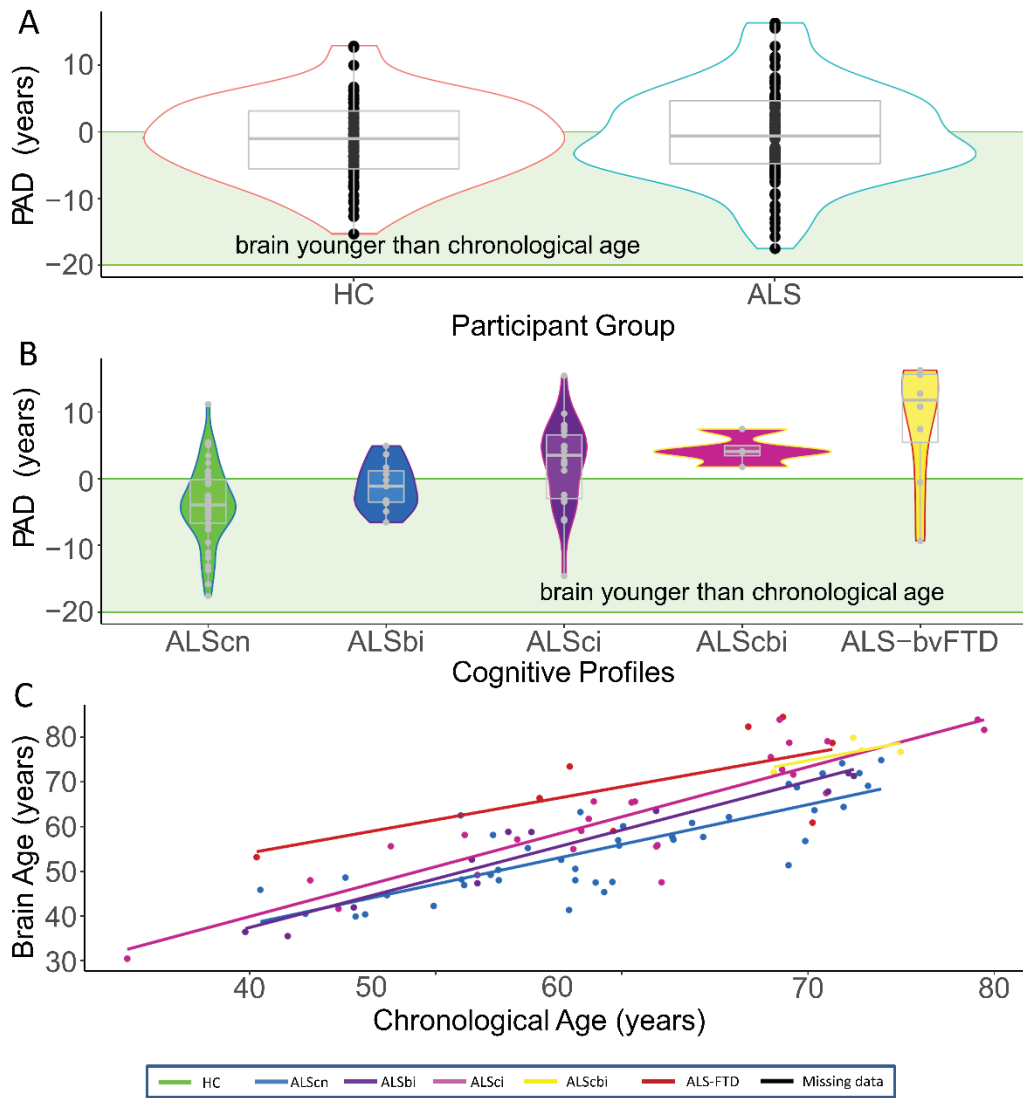 A
PAD (years)
10
0
−10
−20
brain younger than chronological age
HC ALS
Participant Group
B
PAD (years)
10
0
−10
−20
brain younger than chronological age
ALScn ALSbi ALSci ALScbi ALS−bvFTD
Cognitive Profiles
C
Brain Age (years)
80
70
60
50
40
30
40 50 60 70 80
Chronological Age (years)
HC ALScn ALSbi ALSci ALScbi ALS-FTD Missing data